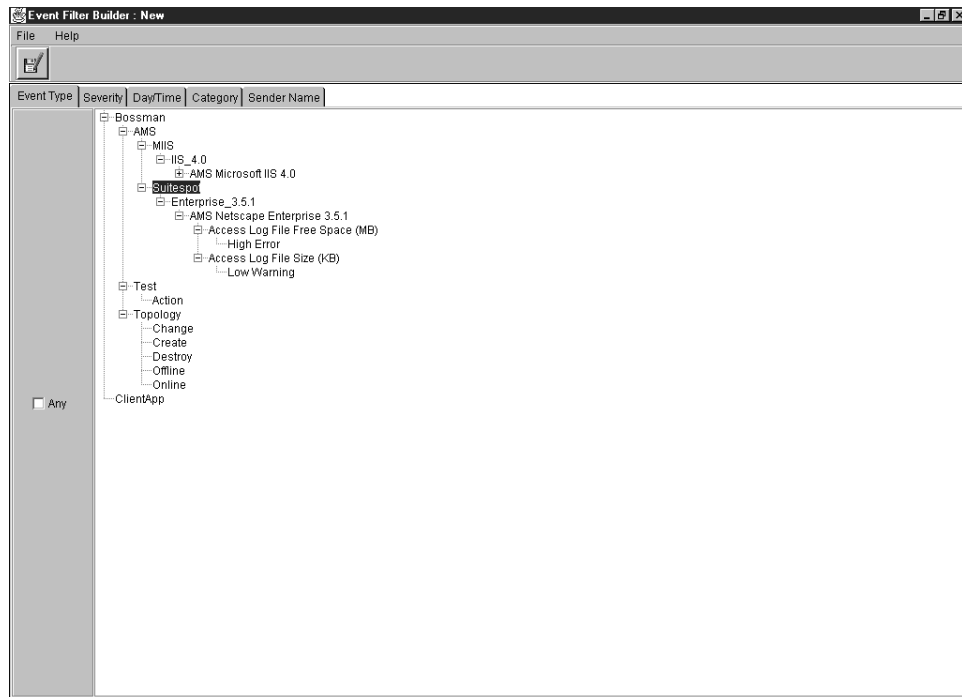 Event Filter Builder : New
File Help
Event Type Severity Day/Time Category Sender Name
Bossman
AMS
MIIS
IIS_4.0
AMS Microsoft IIS 4.0
Suitespot
Enterprise_3.5.1
AMS Netscape Enterprise 3.5.1
Access Log File Free Space (MB)
High Error
Access Log File Size (KB)
Low Warning
Test
Action
Topology
Change
Create
Destroy
Offline
Online
ClientApp
Any